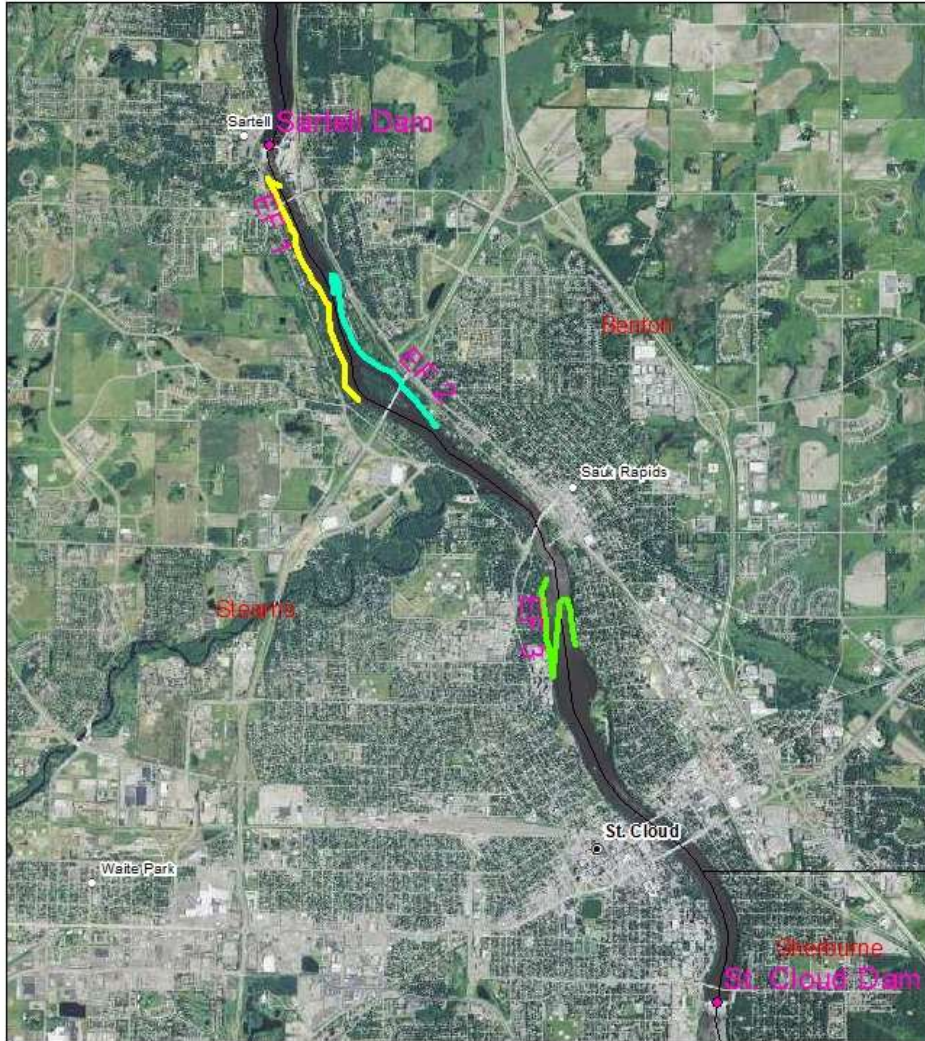 Sartell
Sartell Dam
EF 1
Benton
EF 2
Sauk Rapids
Stearns
EF 3
St. Cloud
Waite Park
Sherburne
St. Cloud Dam